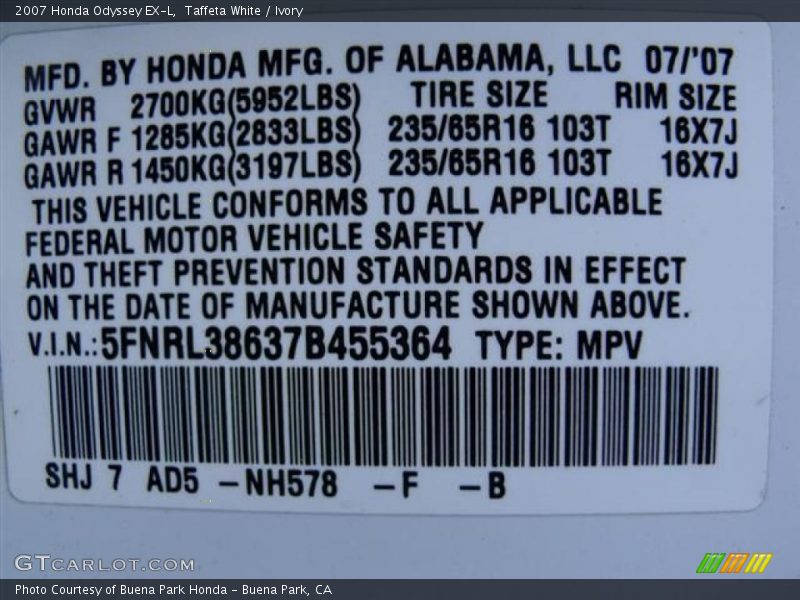 2007 Honda Odyssey EX-L, Taffeta White / Ivory
MFD. BY HONDA MFG. OF ALABAMA, LLC 07/'07
GVWR 2700KG(5952LBS) TIRE SIZE RIM SIZE
GAWR F 1285KG(2833LBS) 235/65R16 103T 16X7J
GAWR R 1450KG(3197LBS) 235/65R16 103T 16X7J
THIS VEHICLE CONFORMS TO ALL APPLICABLE
FEDERAL MOTOR VEHICLE SAFETY
AND THEFT PREVENTION STANDARDS IN EFFECT
ON THE DATE OF MANUFACTURE SHOWN ABOVE.
V.I.N.:5FNRL38637B455364 TYPE: MPV
SHJ 7 AD5 -NH578 -F -B
GTCARLOT.COM
Photo Courtesy of Buena Park Honda - Buena Park, CA